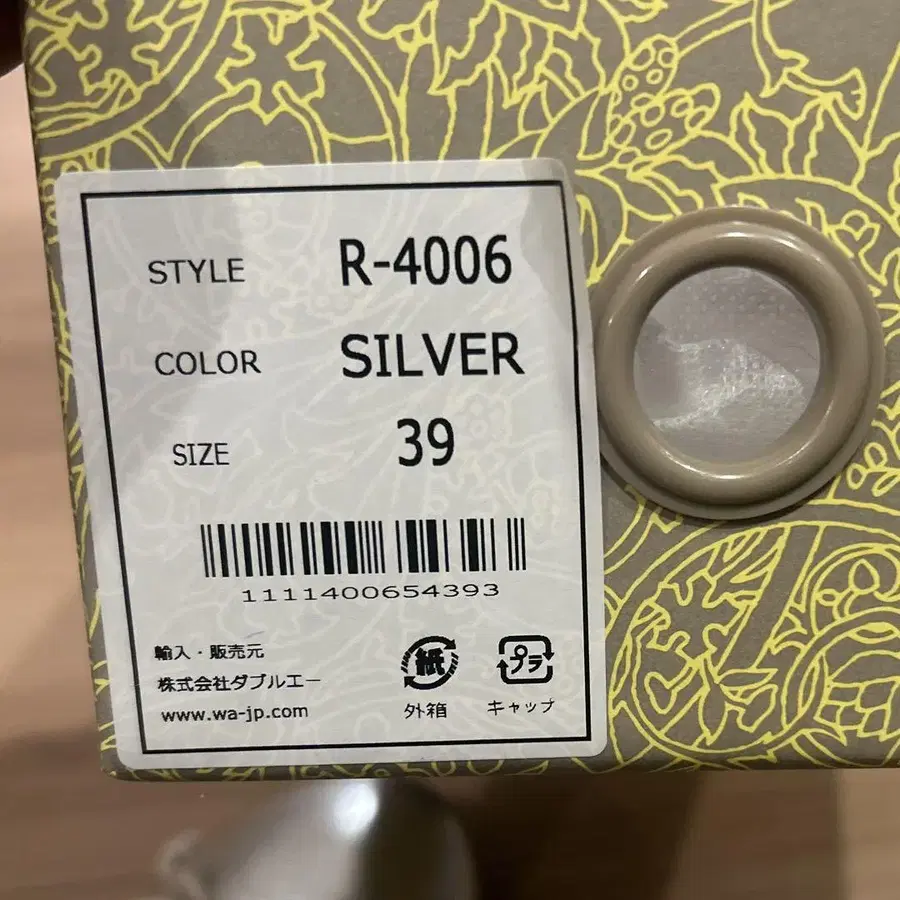 STYLE R-4006
COLOR SILVER
SIZE 39
1111400654393
輸入・販売元
株式会社ダブルエー
www.wa-jp.com
紙 プラ
外箱 キャップ